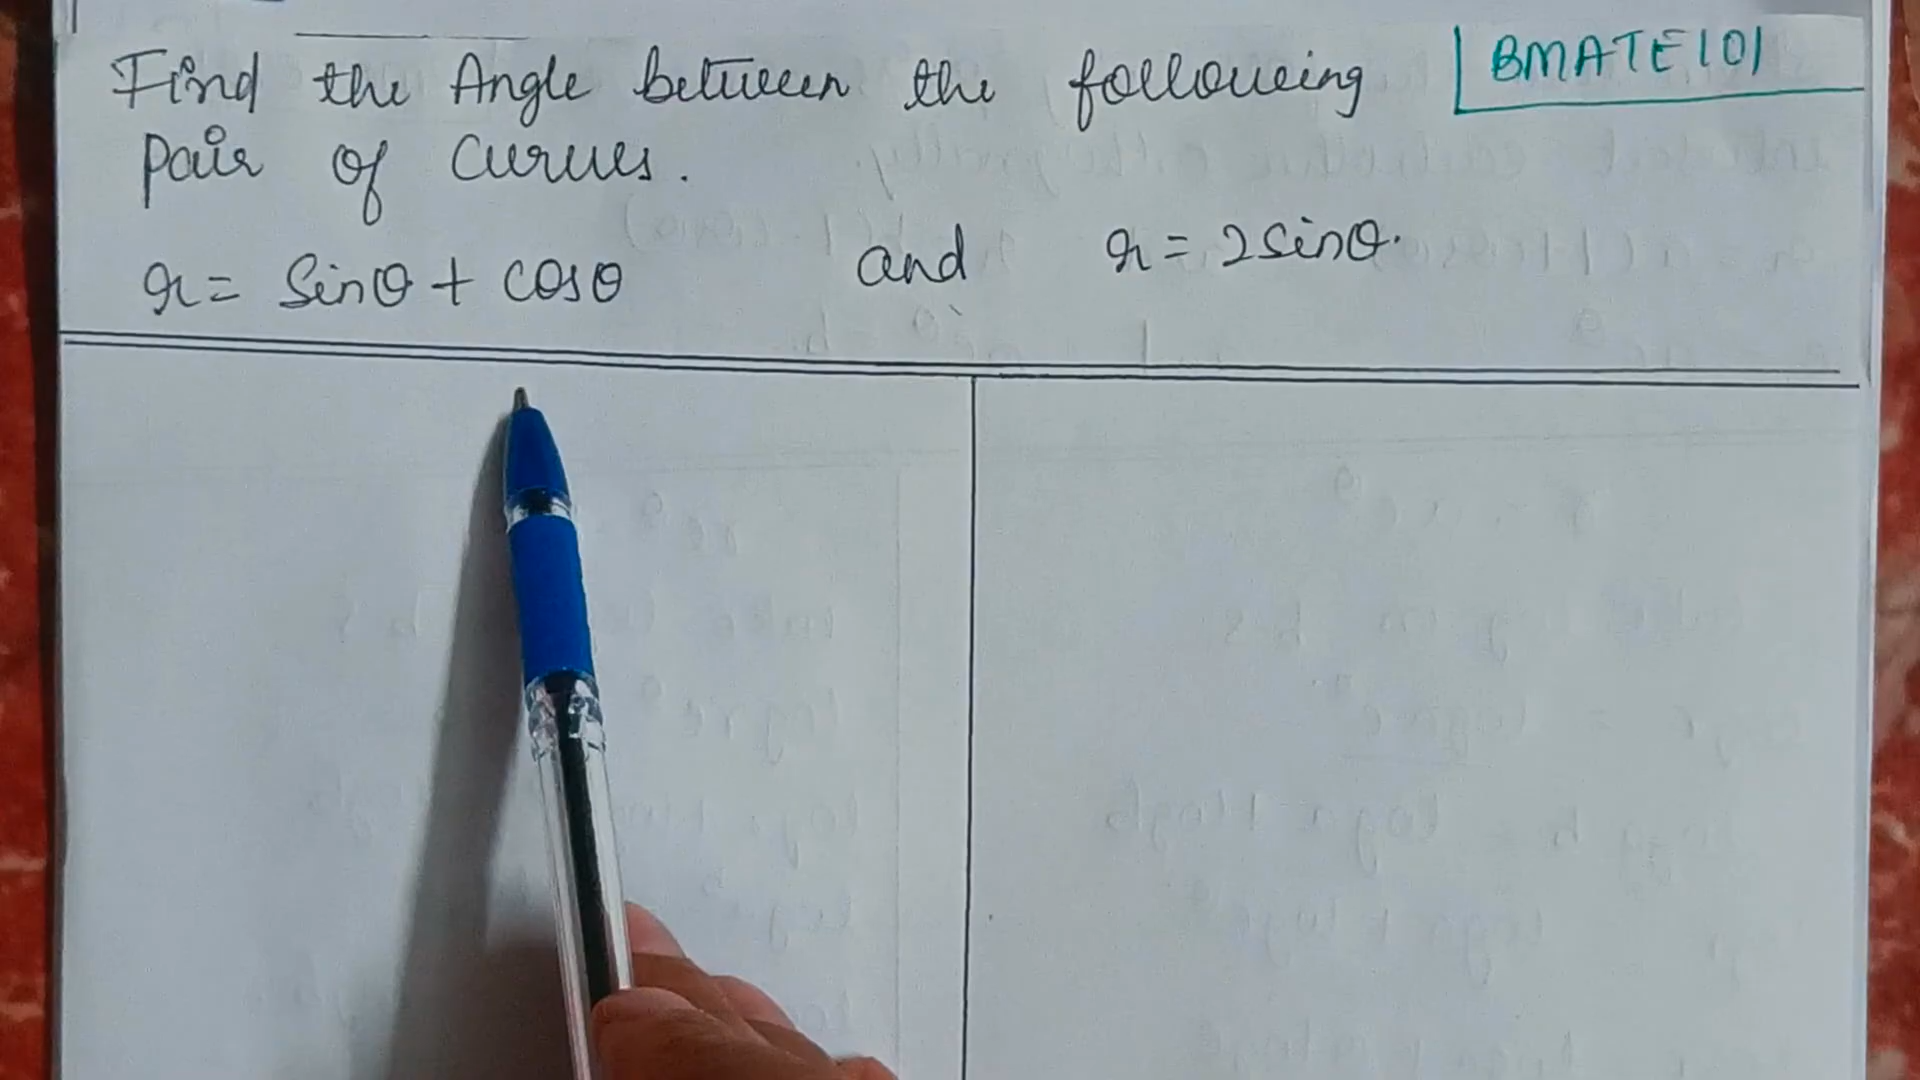 Find the Angle between the following
BMATE101
pair of Curves.
r = Sinθ + cosθ and r = 2Sinθ.